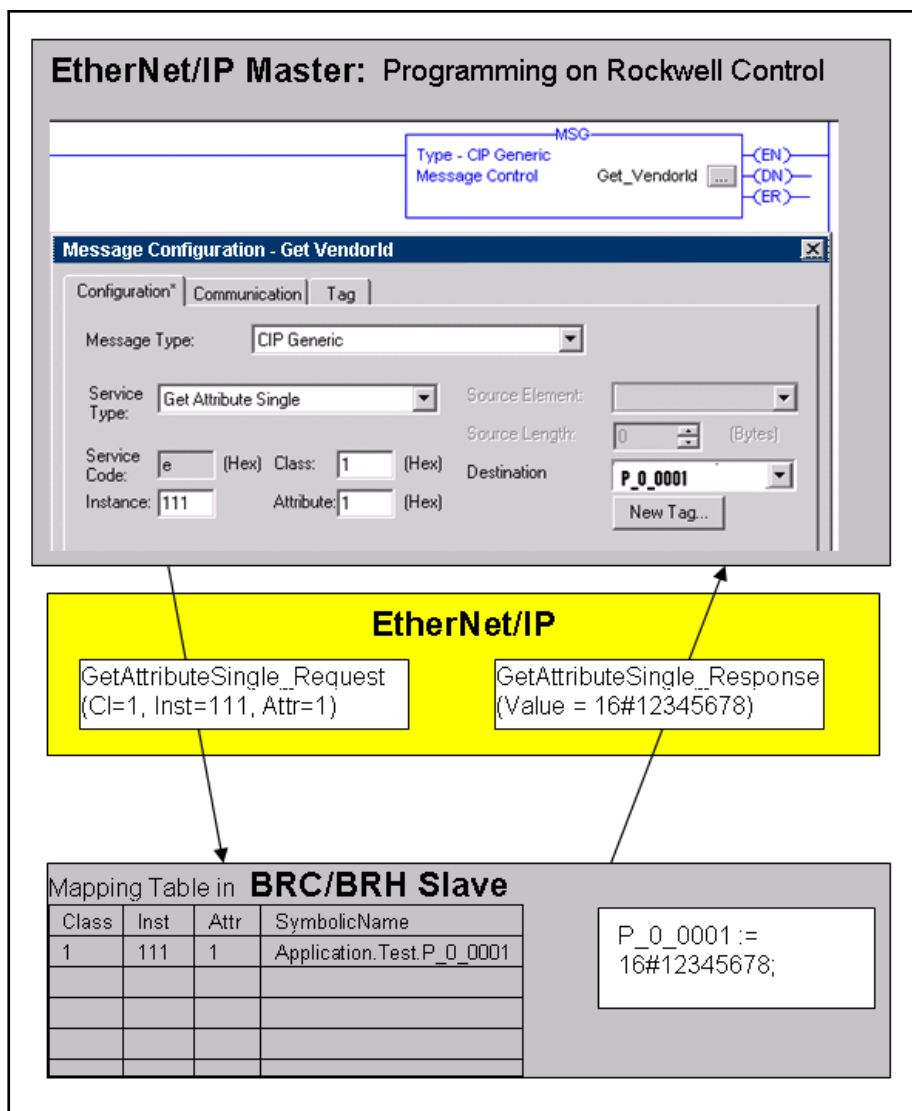 EtherNet/IP Master: Programming on Rockwell Control
MSG
Type - CIP Generic
Message Control Get_VendorId ...
(EN)
(DN)
(ER)
Message Configuration - Get VendorId
Configuration* Communication Tag
Message Type: CIP Generic
Service Type: Get Attribute Single
Source Element:
Source Length: 0 (Bytes)
Service Code: e (Hex) Class: 1 (Hex)
Destination P_0_0001
Instance: 111 Attribute: 1 (Hex)
New Tag...
EtherNet/IP
GetAttributeSingle_Request
(Cl=1, Inst=111, Attr=1)
GetAttributeSingle_Response
(Value = 16#12345678)
Mapping Table in BRC/BRH Slave
Class Inst Attr SymbolicName
1 111 1 Application.Test.P_0_0001
P_0_0001 :=
16#12345678;